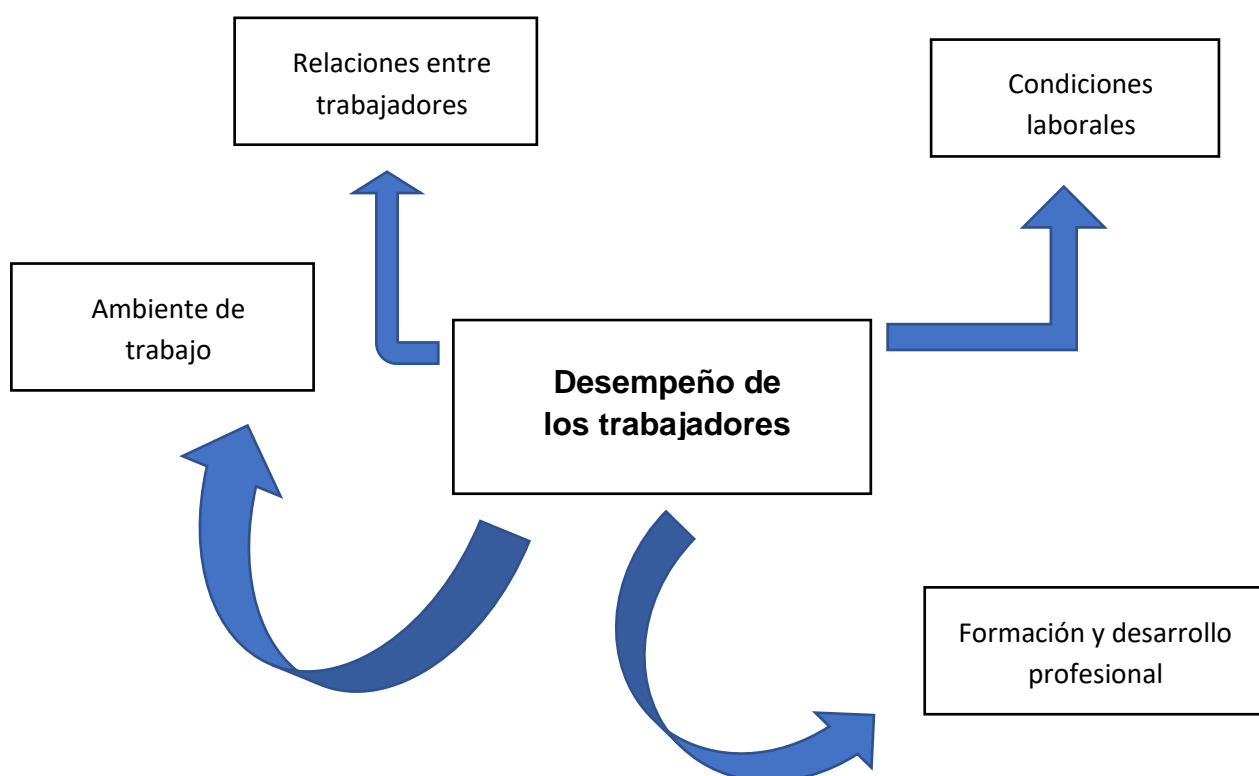 Relaciones entre
trabajadores
Condiciones
laborales
Ambiente de
trabajo
Desempeño de
los trabajadores
Formación y desarrollo
profesional